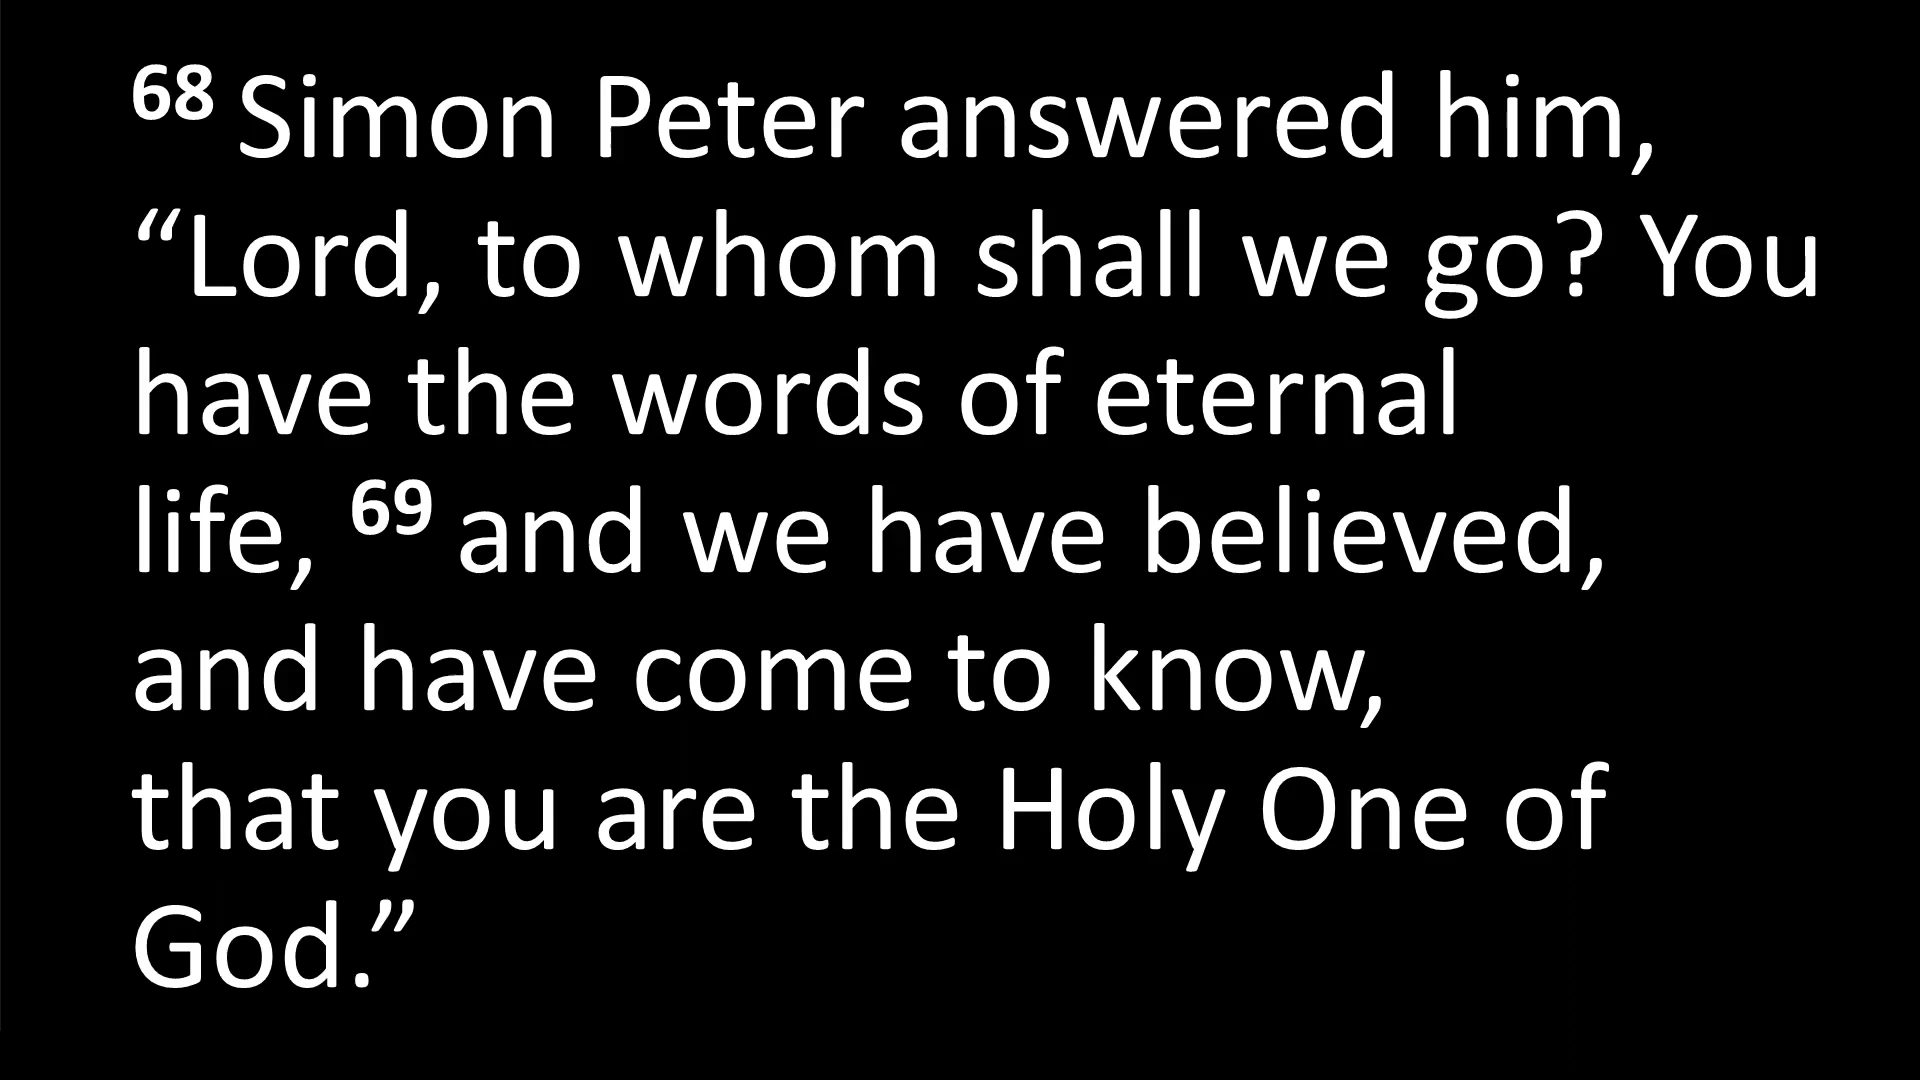 68 Simon Peter answered him,
“Lord, to whom shall we go? You
have the words of eternal
life, 69 and we have believed,
and have come to know,
that you are the Holy One of
God.”